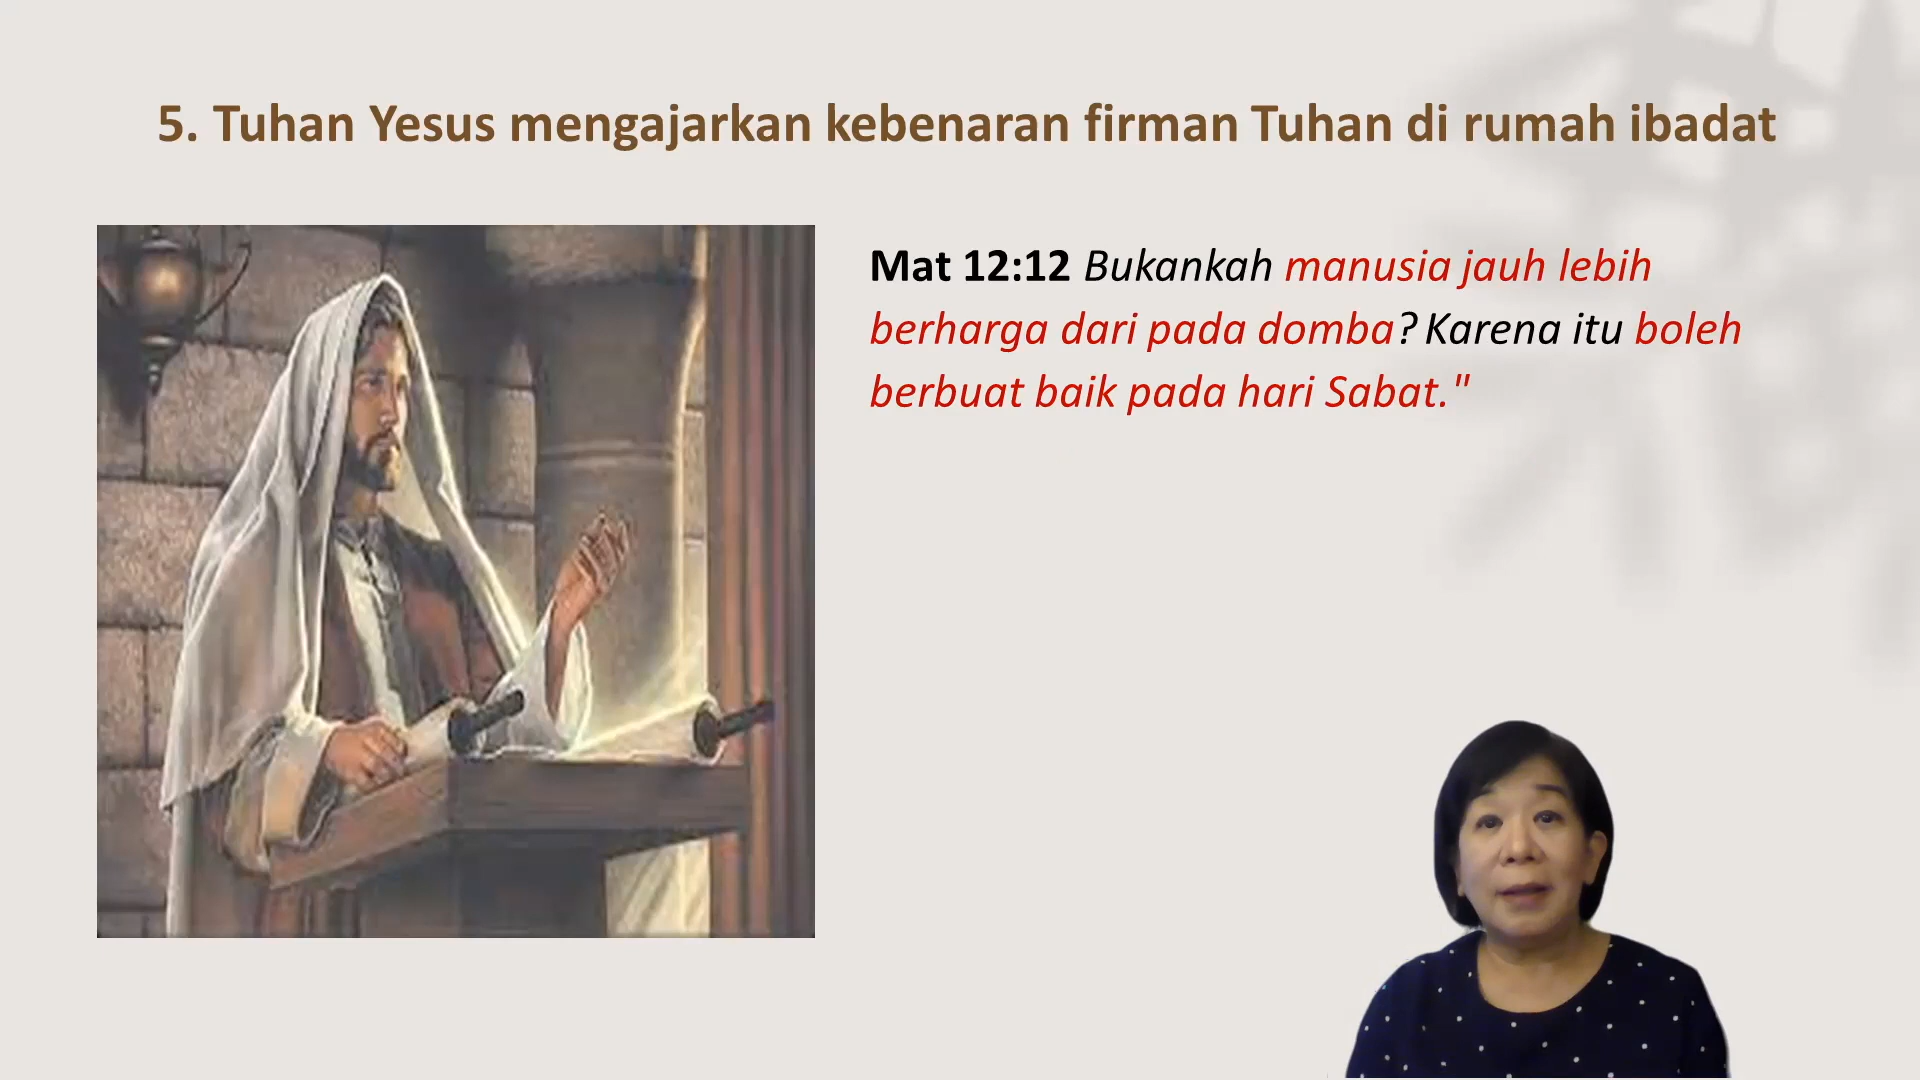 5. Tuhan Yesus mengajarkan kebenaran firman Tuhan di rumah ibadat
Mat 12:12 Bukankah manusia jauh lebih
berharga dari pada domba? Karena itu boleh
berbuat baik pada hari Sabat."